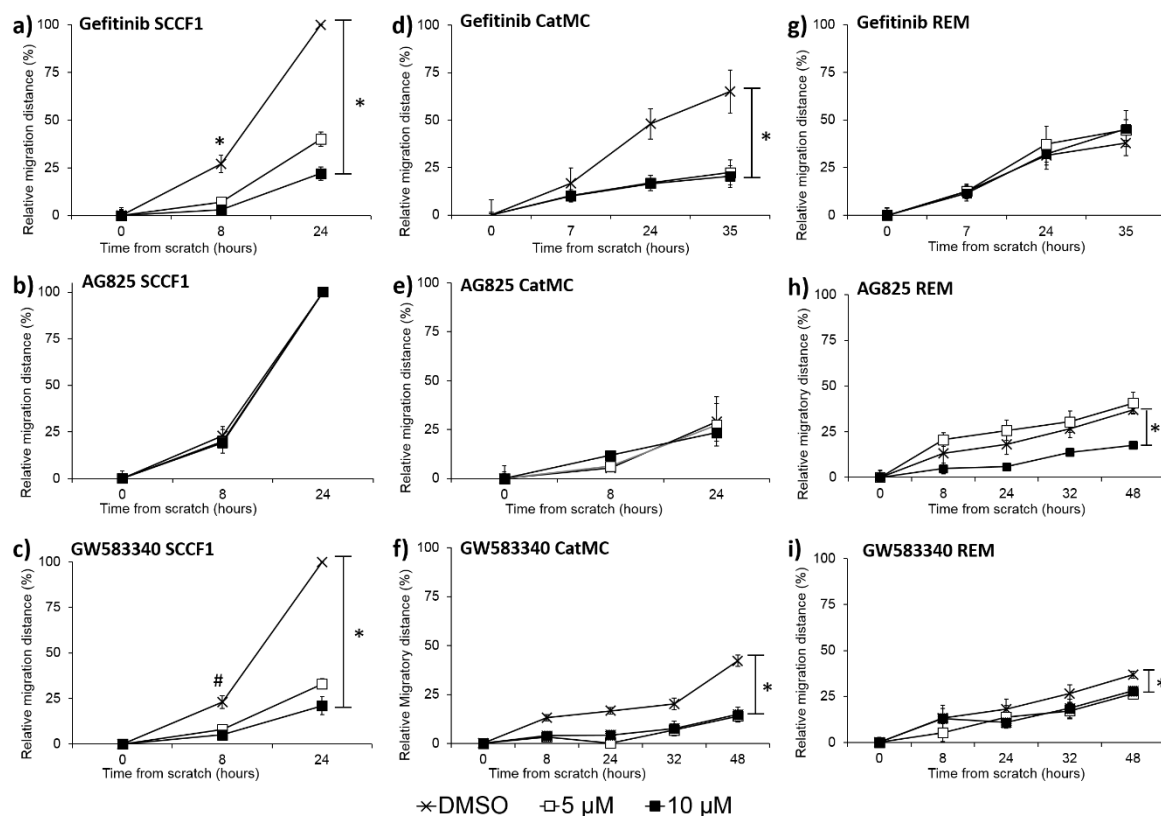 a) Gefitinib SCCF1
Relative migration distance (%)
100
75
50
25
0
*
*
0 8 24
Time from scratch (hours)
d) Gefitinib CatMC
Relative migration distance (%)
100
75
50
25
0
*
0 7 24 35
Time from scratch (hours)
g) Gefitinib REM
Relative migration distance (%)
100
75
50
25
0
0 7 24 35
Time from scratch (hours)
b) AG825 SCCF1
Relative migration distance (%)
100
75
50
25
0
0 8 24
Time from scratch (hours)
e) AG825 CatMC
Relative migration distance (%)
100
75
50
25
0
0 8 24
Time from scratch (hours)
h) AG825 REM
Relative migratory distance (%)
100
75
50
25
0
*
0 8 24 32 48
Time from scratch (hours)
c) GW583340 SCCF1
Relative migration distance (%)
100
75
50
25
0
#
*
0 8 24
Time from scratch (hours)
f) GW583340 CatMC
Relative Migratory distance (%)
100
75
50
25
0
*
0 8 24 32 48
Time from scratch (hours)
i) GW583340 REM
Relative migration distance (%)
100
75
50
25
0
*
0 8 24 32 48
Time from scratch (hours)
DMSO 5 µM 10 µM